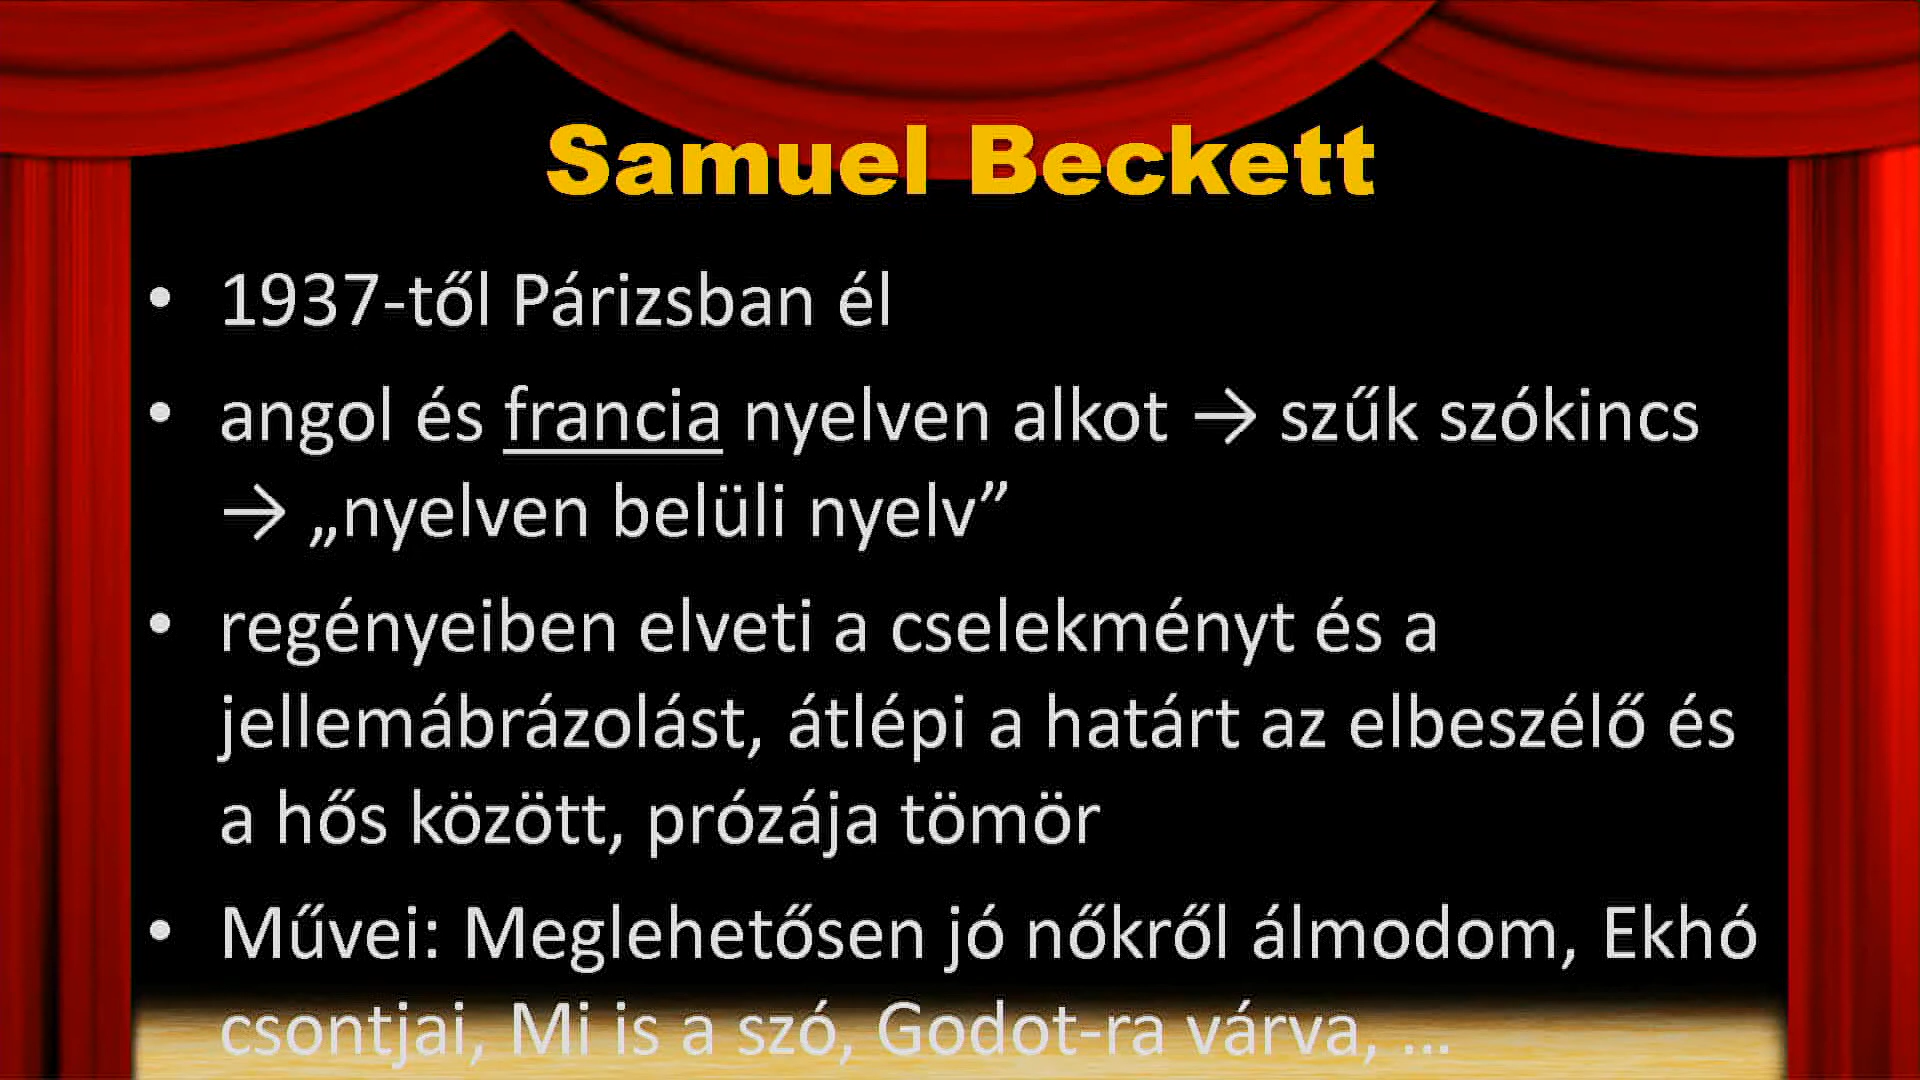 Samuel Beckett
• 1937-től Párizsban él
• angol és francia nyelven alkot → szűk szókincs
→ „nyelven belüli nyelv”
• regényeiben elveti a cselekményt és a
jellemábrázolást, átlépi a határt az elbeszélő és
a hős között, prózája tömör
• Művei: Meglehetősen jó nőkről álmodom, Ekhó
csontjai, Mi is a szó, Godot-ra várva, ...